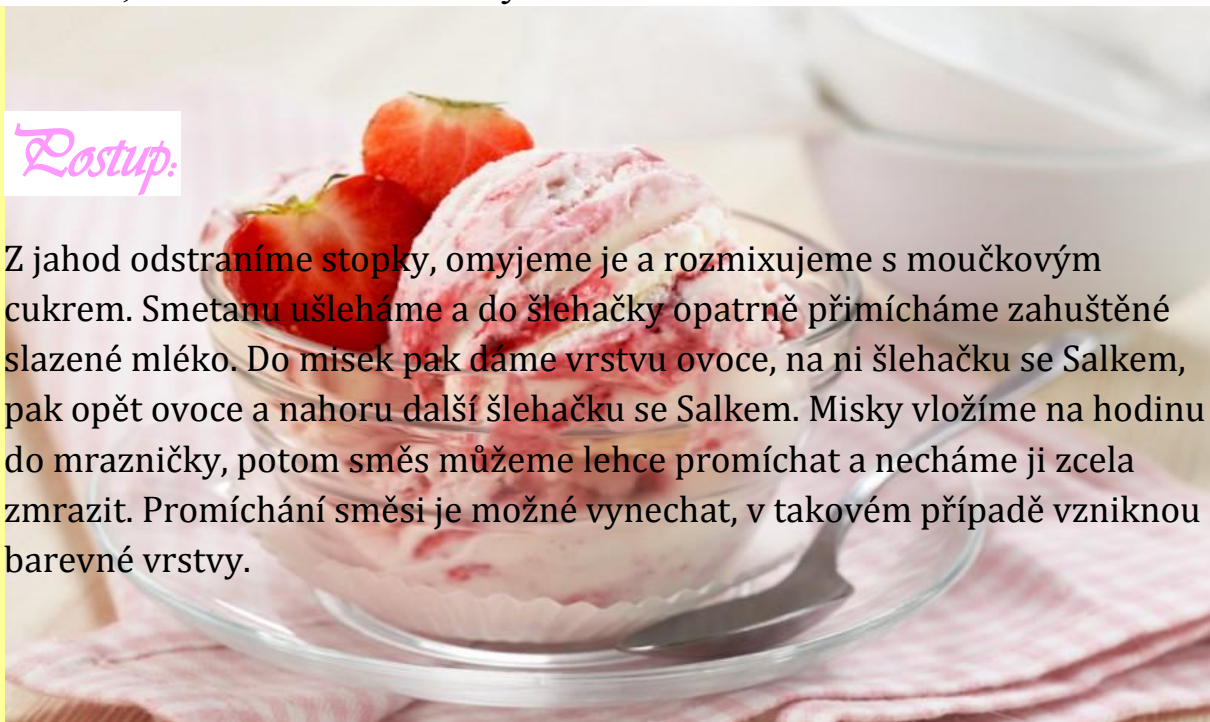 Postup:
Z jahod odstraníme stopky, omyjeme je a rozmixujeme s moučkovým
cukrem. Smetanu ušleháme a do šlehačky opatrně přimícháme zahuštěné
slazené mléko. Do misek pak dáme vrstvu ovoce, na ni šlehačku se Salkem,
pak opět ovoce a nahoru další šlehačku se Salkem. Misky vložíme na hodinu
do mrazničky, potom směs můžeme lehce promíchat a necháme ji zcela
zmrazit. Promíchání směsi je možné vynechat, v takovém případě vzniknou
barevné vrstvy.